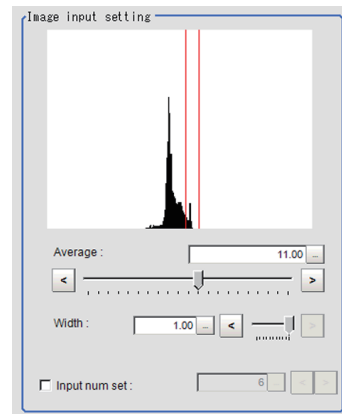 Image input setting
Average : 11.00 ...
< >
Width : 1.00 ... < >
Input num set : 6 ... < >